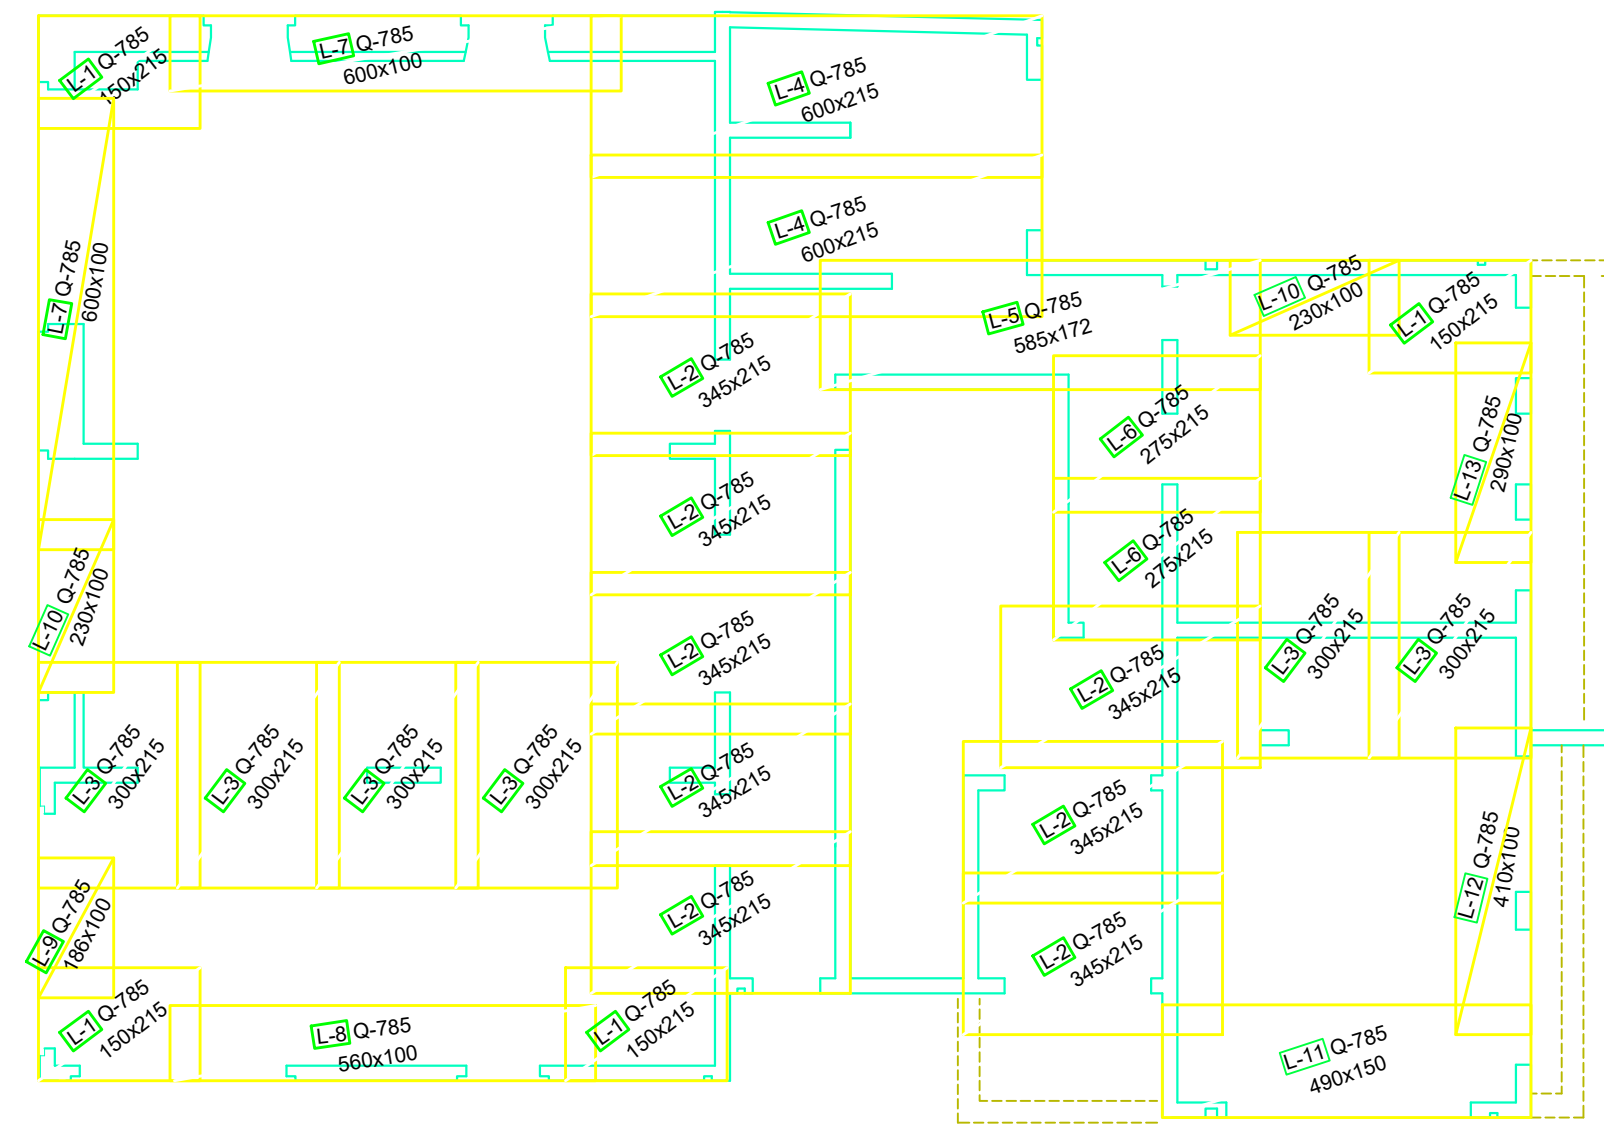 L-1 Q-785
150x215
L-7 Q-785
600x100
L-4 Q-785
600x215
L-4 Q-785
600x215
L-7 Q-785
600x100
L-5 Q-785
585x172
L-10 Q-785
230x100
L-1 Q-785
150x215
L-2 Q-785
345x215
L-6 Q-785
275x215
L-13 Q-785
290x100
L-2 Q-785
345x215
L-6 Q-785
275x215
L-10 Q-785
230x100
L-2 Q-785
345x215
L-2 Q-785
345x215
L-3 Q-785
300x215
L-3 Q-785
300x215
L-3 Q-785
300x215
L-3 Q-785
300x215
L-3 Q-785
300x215
L-3 Q-785
300x215
L-2 Q-785
345x215
L-2 Q-785
345x215
L-12 Q-785
410x100
L-9 Q-785
186x100
L-2 Q-785
345x215
L-2 Q-785
345x215
L-1 Q-785
150x215
L-8 Q-785
560x100
L-1 Q-785
150x215
L-11 Q-785
490x150